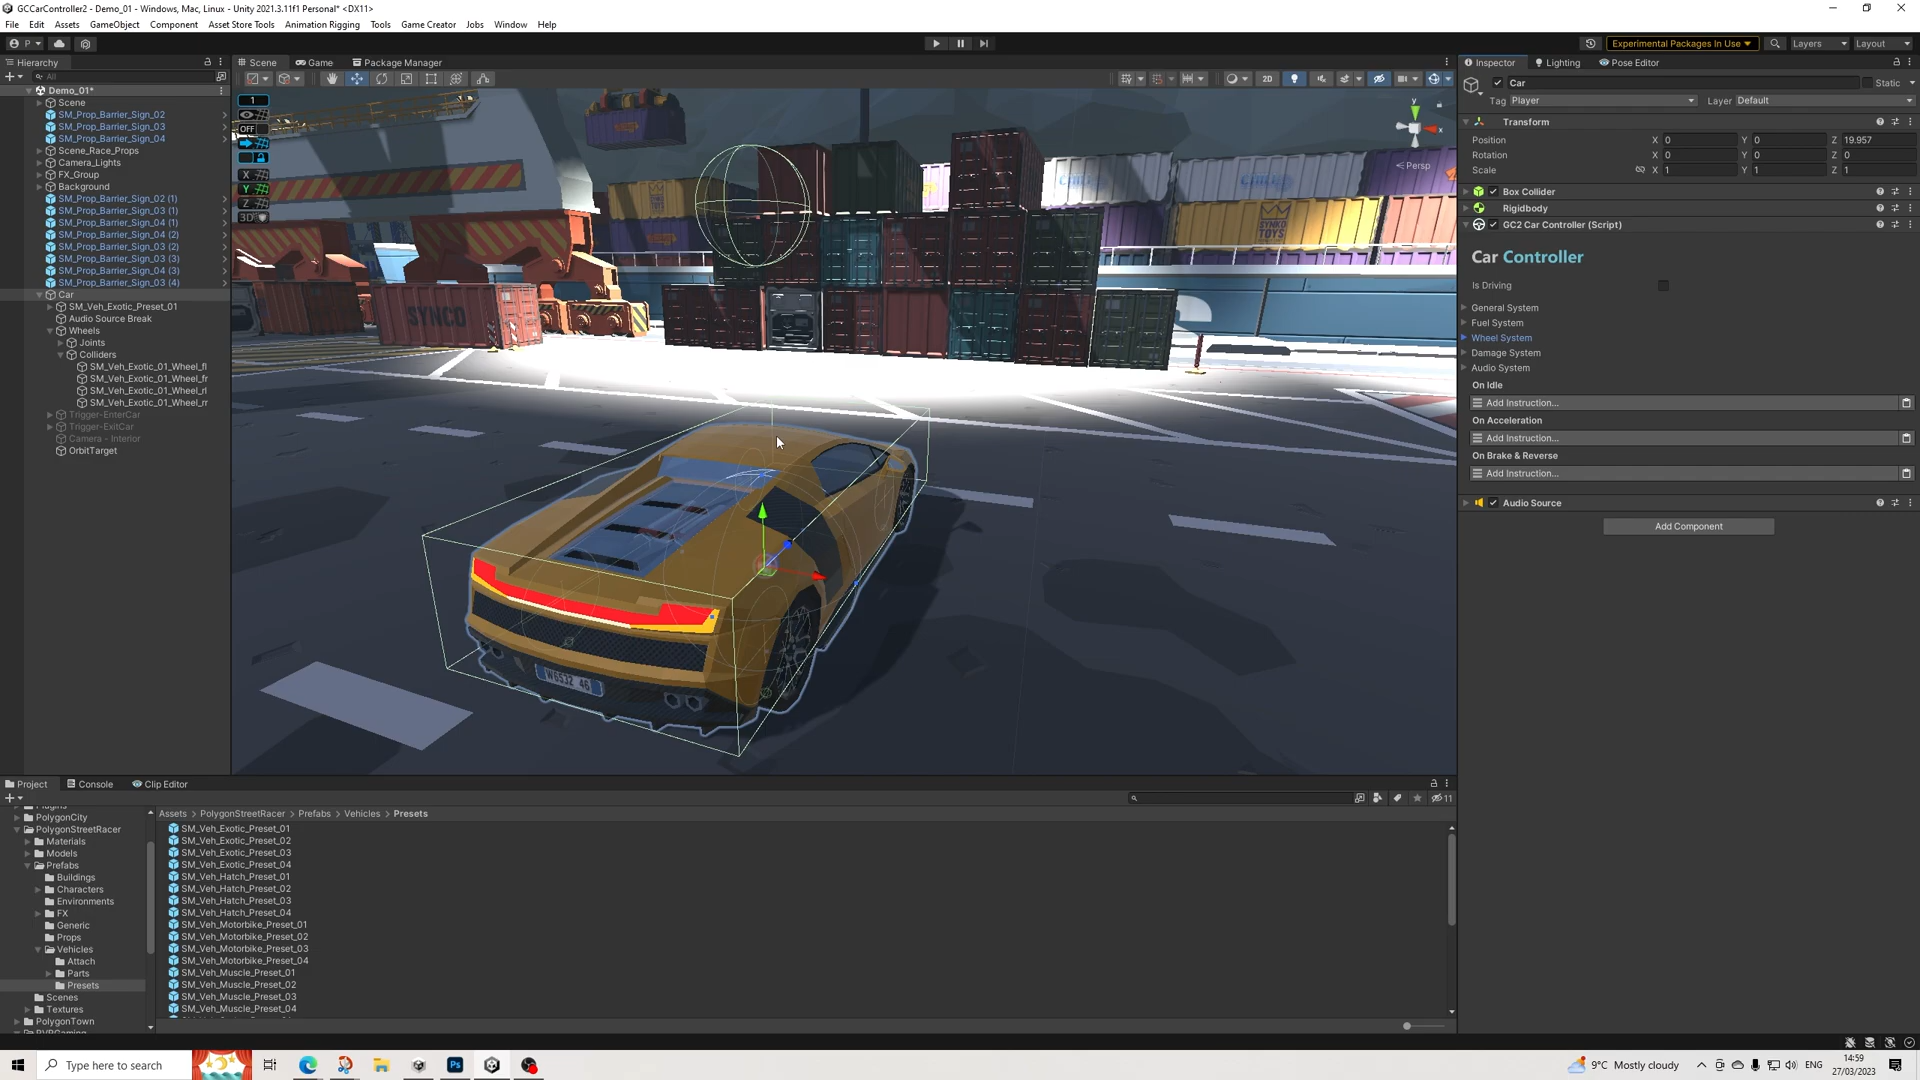 GCCarController2 - Demo_01 - Windows, Mac, Linux - Unity 2021.3.11f1 Personal* <DX11>
File Edit Assets GameObject Component Asset Store Tools Animation Rigging Tools Game Creator Jobs Window Help
P Experimental Packages In Use Layers Layout
Hierarchy
All
Demo_01*
Scene
SM_Prop_Barrier_Sign_02
SM_Prop_Barrier_Sign_03
SM_Prop_Barrier_Sign_04
Scene_Race_Props
Camera_Lights
FX_Group
Background
SM_Prop_Barrier_Sign_02 (1)
SM_Prop_Barrier_Sign_03 (1)
SM_Prop_Barrier_Sign_04 (1)
SM_Prop_Barrier_Sign_04 (2)
SM_Prop_Barrier_Sign_03 (2)
SM_Prop_Barrier_Sign_03 (3)
SM_Prop_Barrier_Sign_04 (3)
SM_Prop_Barrier_Sign_03 (4)
Car
SM_Veh_Exotic_Preset_01
Audio Source Break
Wheels
Joints
Colliders
SM_Veh_Exotic_01_Wheel_fl
SM_Veh_Exotic_01_Wheel_fr
SM_Veh_Exotic_01_Wheel_rl
SM_Veh_Exotic_01_Wheel_rr
Trigger-EnterCar
Trigger-ExitCar
Camera - Interior
OrbitTarget
Scene Game Package Manager
2D
1
OFF
X
Y
Z
3D
y
x
Persp
SYNCO
SYNKO
TOYS
W6532 46
Inspector Lighting Pose Editor
Car Static
Tag Player Layer Default
Transform
Position X 0 Y 0 Z 19.957
Rotation X 0 Y 0 Z 0
Scale X 1 Y 1 Z 1
Box Collider
Rigidbody
GC2 Car Controller (Script)
Car Controller
Is Driving
General System
Fuel System
Wheel System
Damage System
Audio System
On Idle
Add Instruction...
On Acceleration
Add Instruction...
On Brake & Reverse
Add Instruction...
Audio Source
Add Component
Project Console Clip Editor
11
PolygonCity
PolygonStreetRacer
Materials
Models
Prefabs
Buildings
Characters
Environments
FX
Generic
Props
Vehicles
Attach
Parts
Presets
Scenes
Textures
PolygonTown
Assets > PolygonStreetRacer > Prefabs > Vehicles > Presets
SM_Veh_Exotic_Preset_01
SM_Veh_Exotic_Preset_02
SM_Veh_Exotic_Preset_03
SM_Veh_Exotic_Preset_04
SM_Veh_Hatch_Preset_01
SM_Veh_Hatch_Preset_02
SM_Veh_Hatch_Preset_03
SM_Veh_Hatch_Preset_04
SM_Veh_Motorbike_Preset_01
SM_Veh_Motorbike_Preset_02
SM_Veh_Motorbike_Preset_03
SM_Veh_Motorbike_Preset_04
SM_Veh_Muscle_Preset_01
SM_Veh_Muscle_Preset_02
SM_Veh_Muscle_Preset_03
SM_Veh_Muscle_Preset_04
Type here to search
Ps
9°C Mostly cloudy
ENG
14:59
27/03/2023